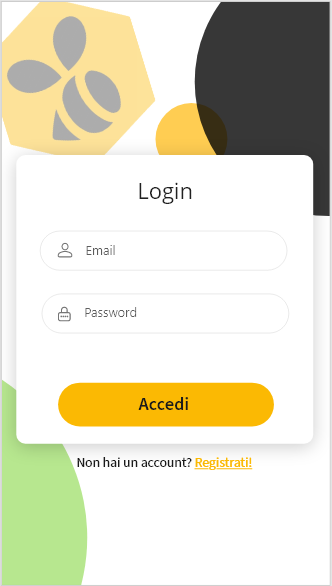 Login
Email
Password
Accedi
Non hai un account? Registrati!